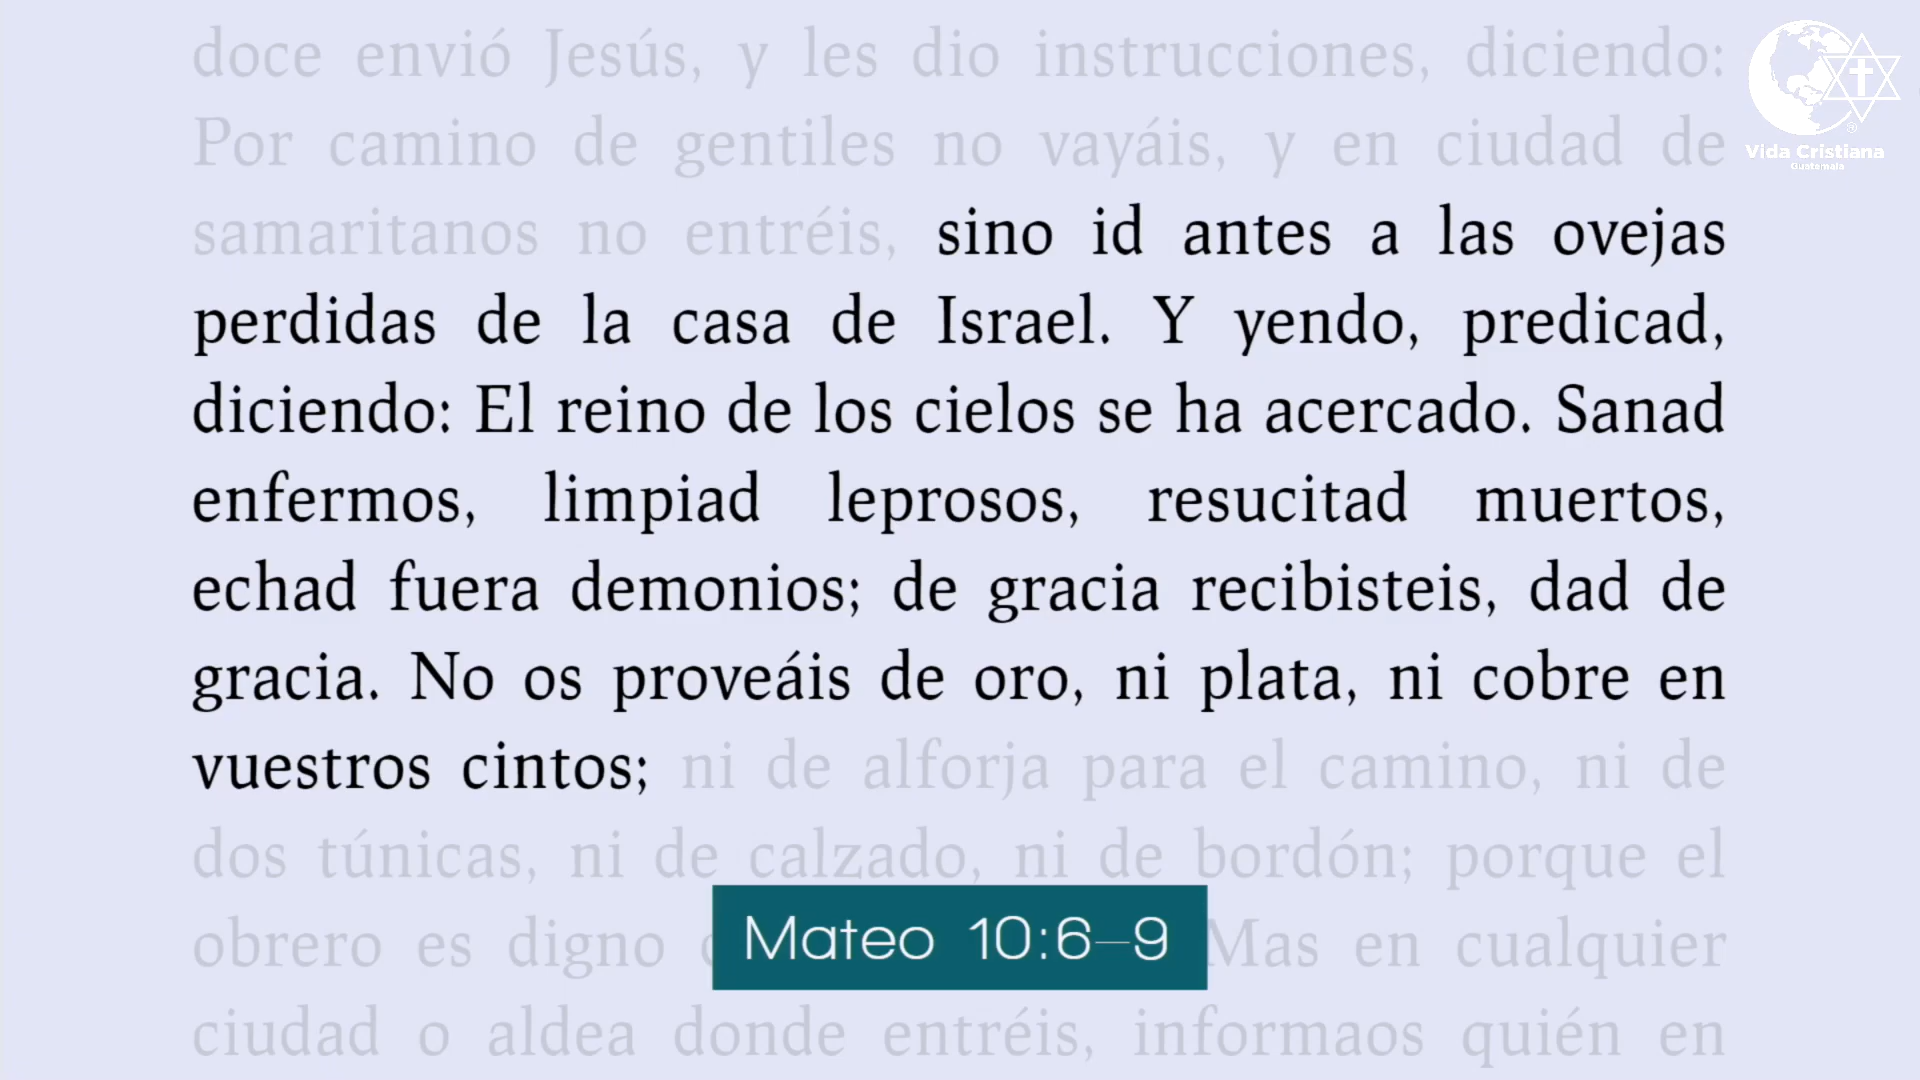 doce envió Jesús, y les dio instrucciones, diciendo:
Por camino de gentiles no vayáis, y en ciudad de
samaritanos no entréis, sino id antes a las ovejas
perdidas de la casa de Israel. Y yendo, predicad,
diciendo: El reino de los cielos se ha acercado. Sanad
enfermos, limpiad leprosos, resucitad muertos,
echad fuera demonios; de gracia recibisteis, dad de
gracia. No os proveáis de oro, ni plata, ni cobre en
vuestros cintos; ni de alforja para el camino, ni de
dos túnicas, ni de calzado, ni de bordón; porque el
obrero es digno Mas en cualquier
ciudad o aldea donde entréis, informaos quién en
Mateo 10:6–9
Vida Cristiana
Guatemala
®